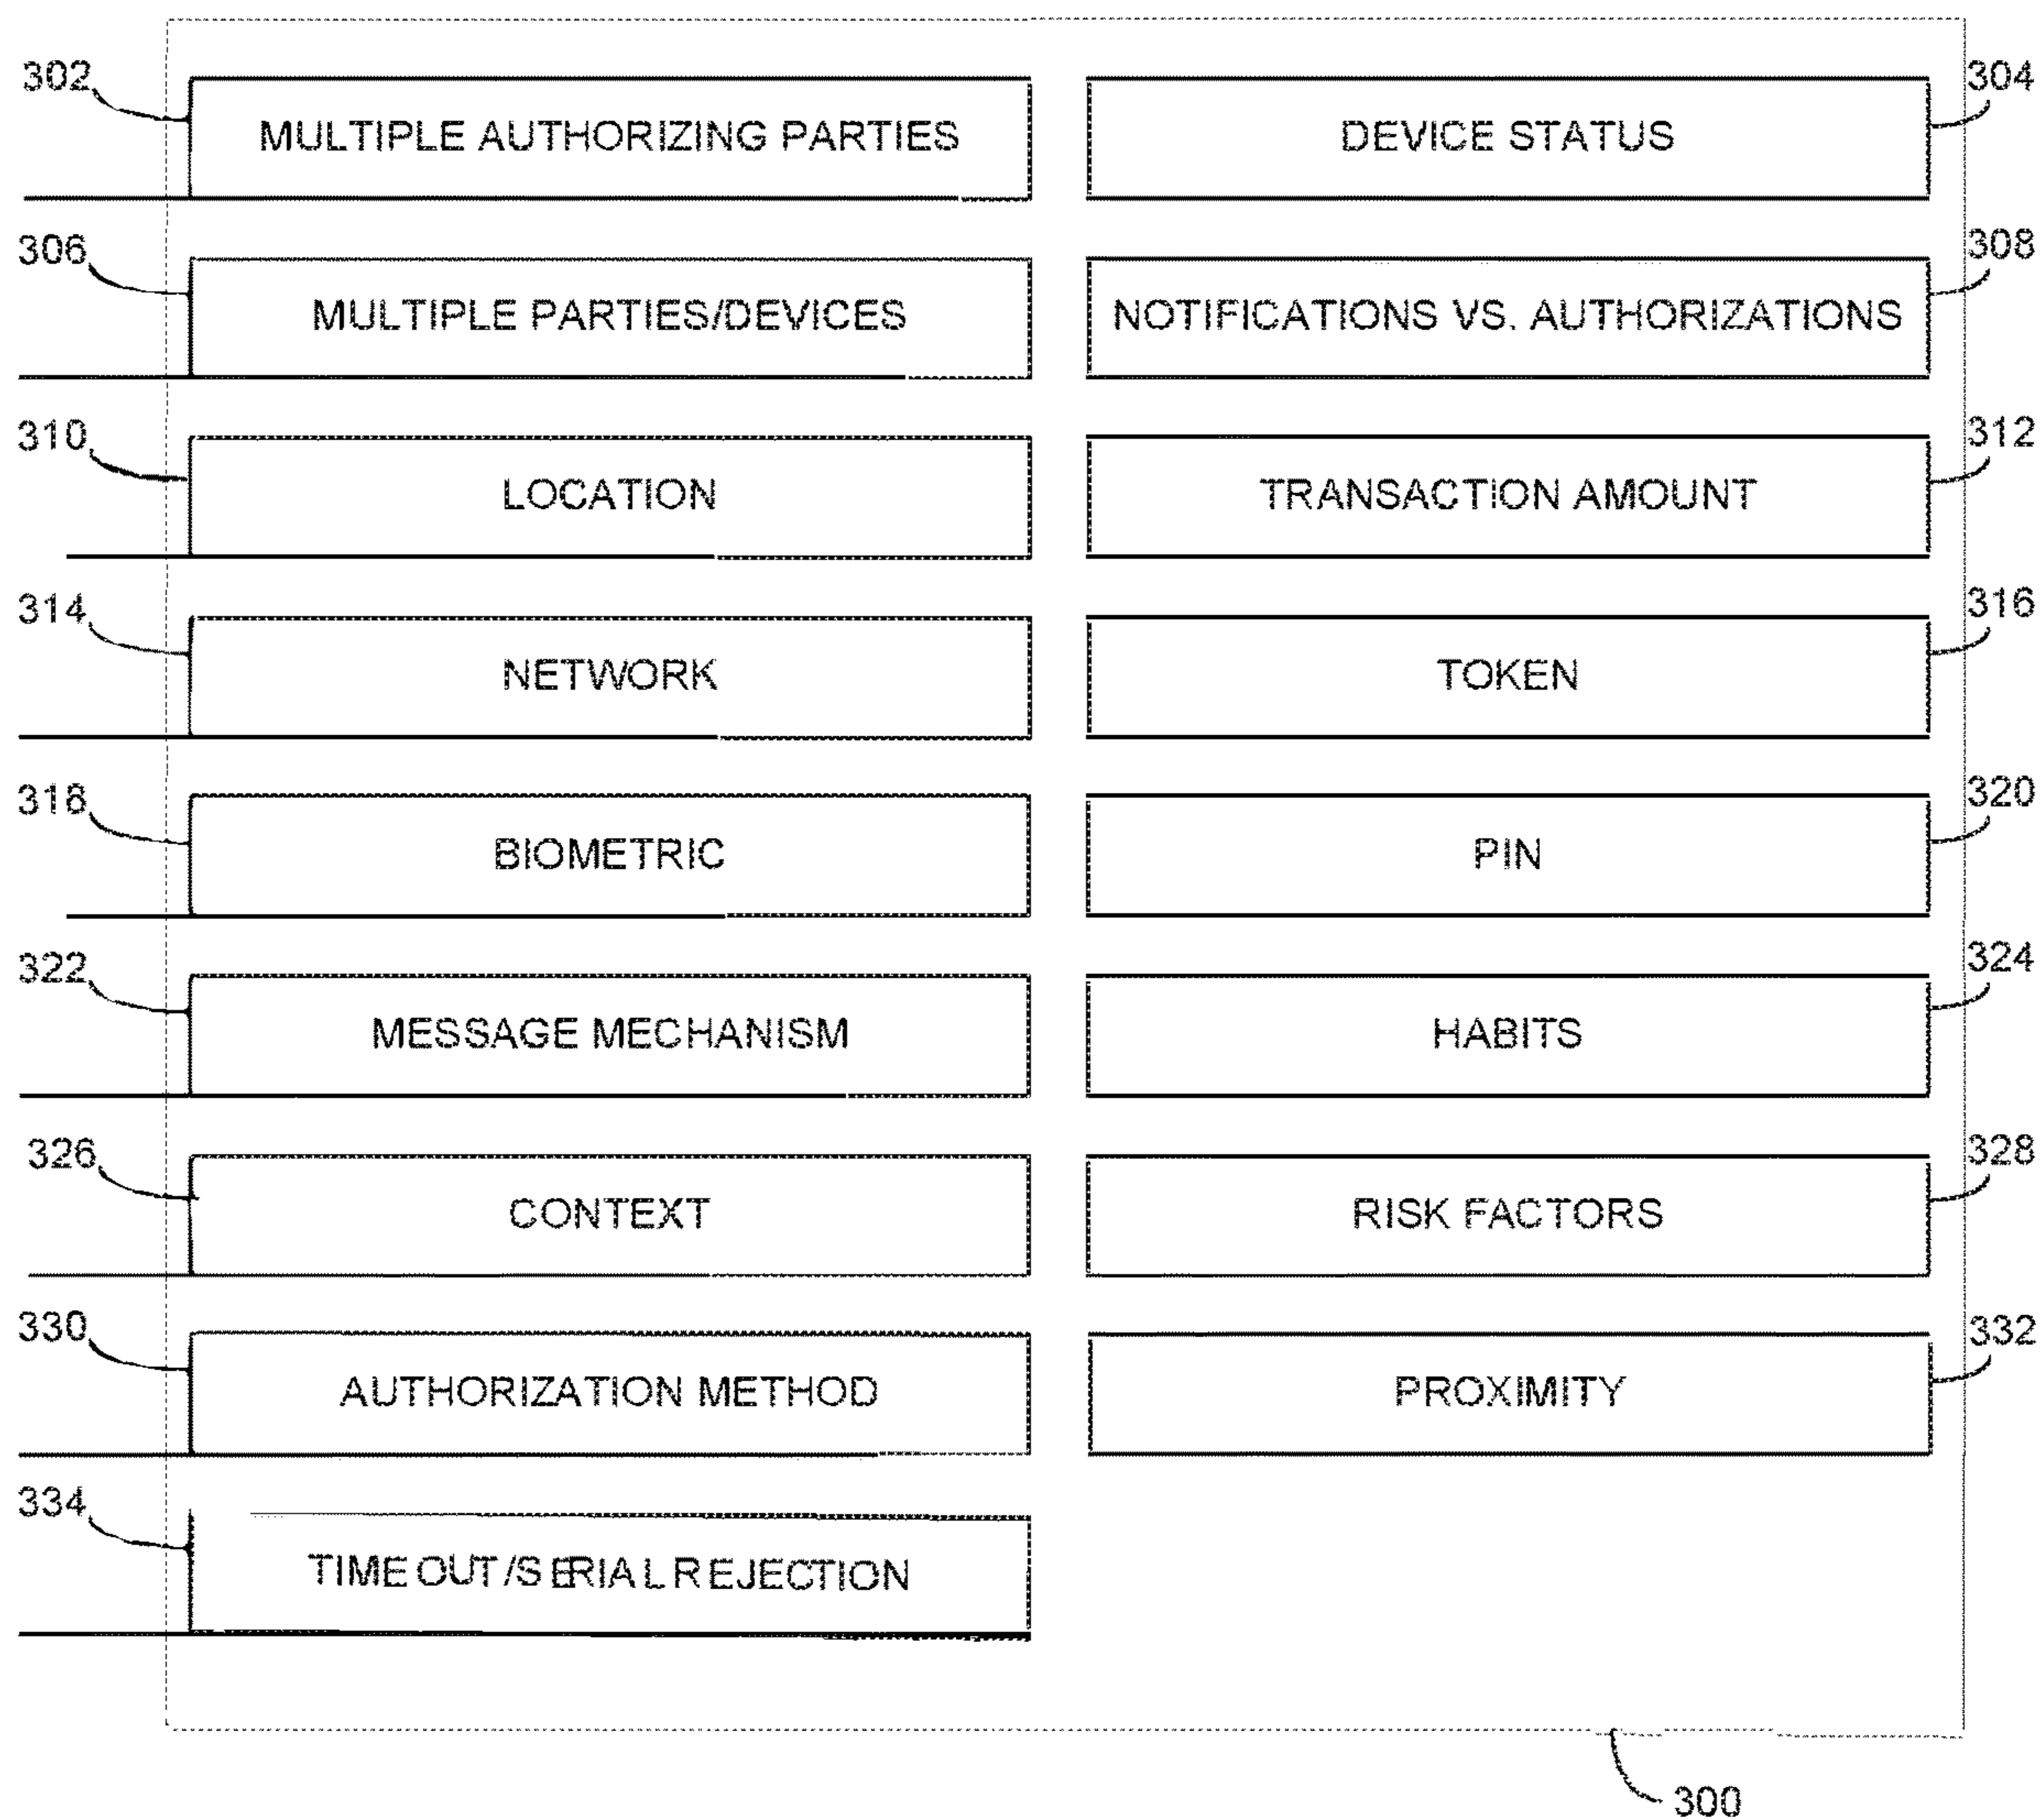 302 MULTIPLE AUTHORIZING PARTIES DEVICE STATUS 304
306 MULTIPLE PARTIES/DEVICES NOTIFICATIONS VS. AUTHORIZATIONS 308
310 LOCATION TRANSACTION AMOUNT 312
314 NETWORK TOKEN 316
318 BIOMETRIC PIN 320
322 MESSAGE MECHANISM HABITS 324
326 CONTEXT RISK FACTORS 328
330 AUTHORIZATION METHOD PROXIMITY 332
334 TIMEOUT/SERIAL REJECTION
300